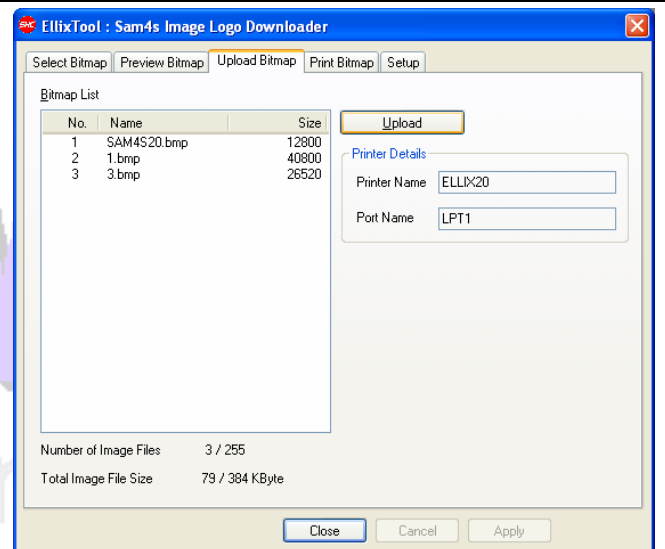 SHC EllixTool : Sam4s Image Logo Downloader
Select Bitmap Preview Bitmap Upload Bitmap Print Bitmap Setup
Bitmap List
No. Name Size
1 SAM4S20.bmp 12800
2 1.bmp 40800
3 3.bmp 26520
Upload
Printer Details
Printer Name ELLIX20
Port Name LPT1
Number of Image Files 3 / 255
Total Image File Size 79 / 384 KByte
Close Cancel Apply